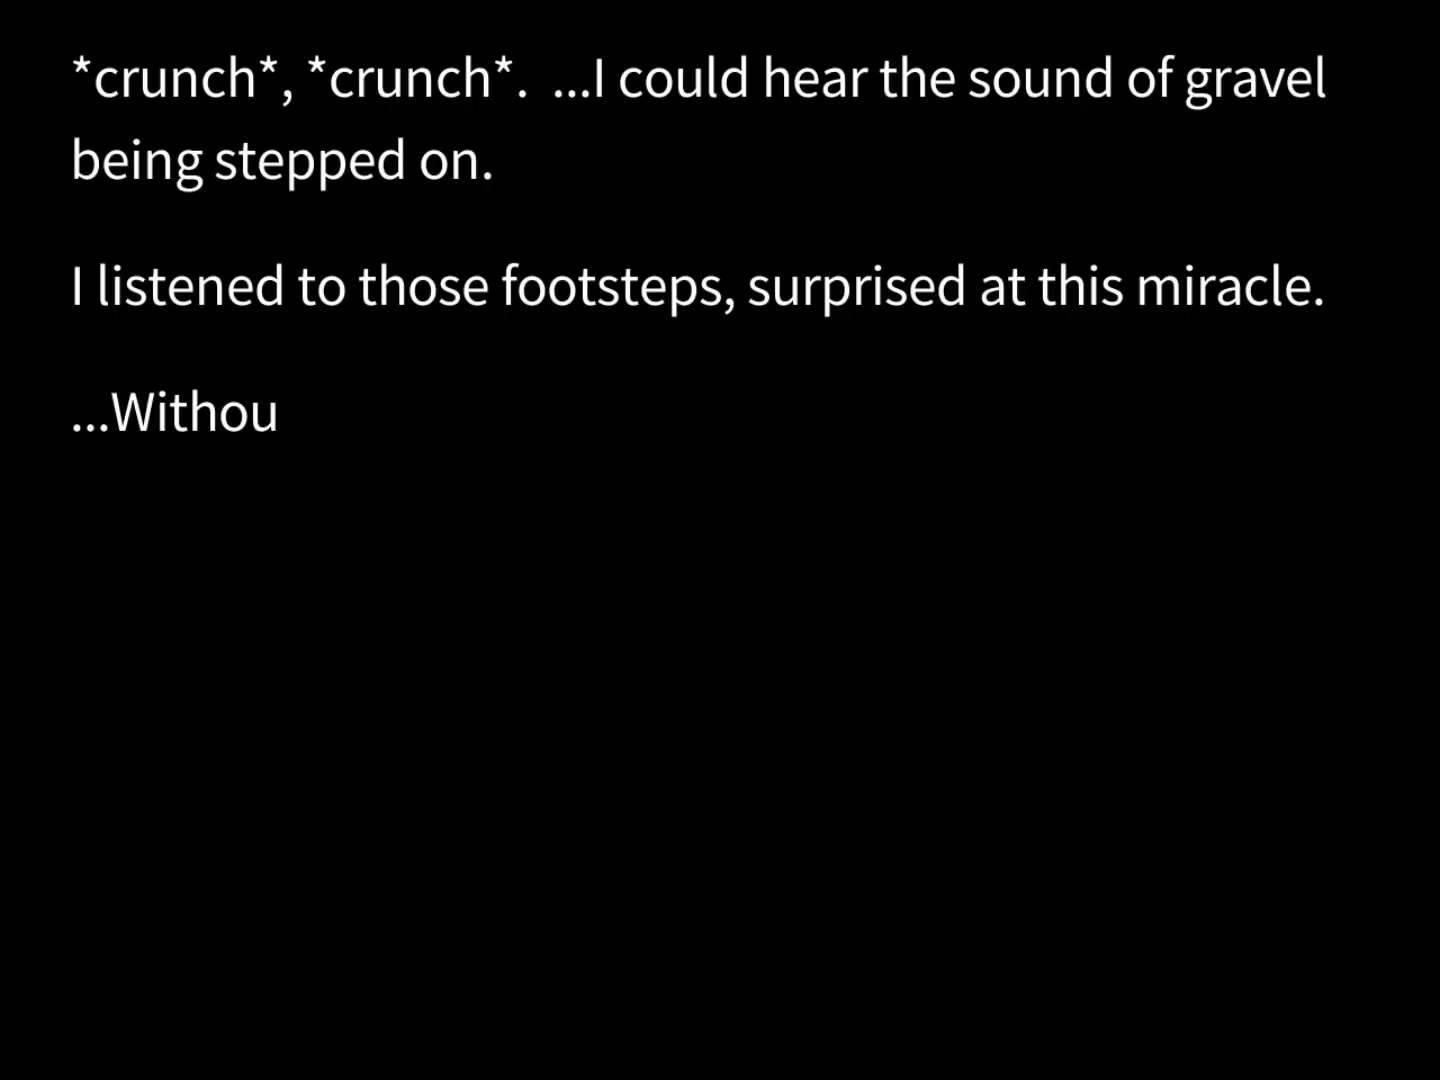 *crunch*, *crunch*.  ...I could hear the sound of gravel
being stepped on.
I listened to those footsteps, surprised at this miracle.
...Withou